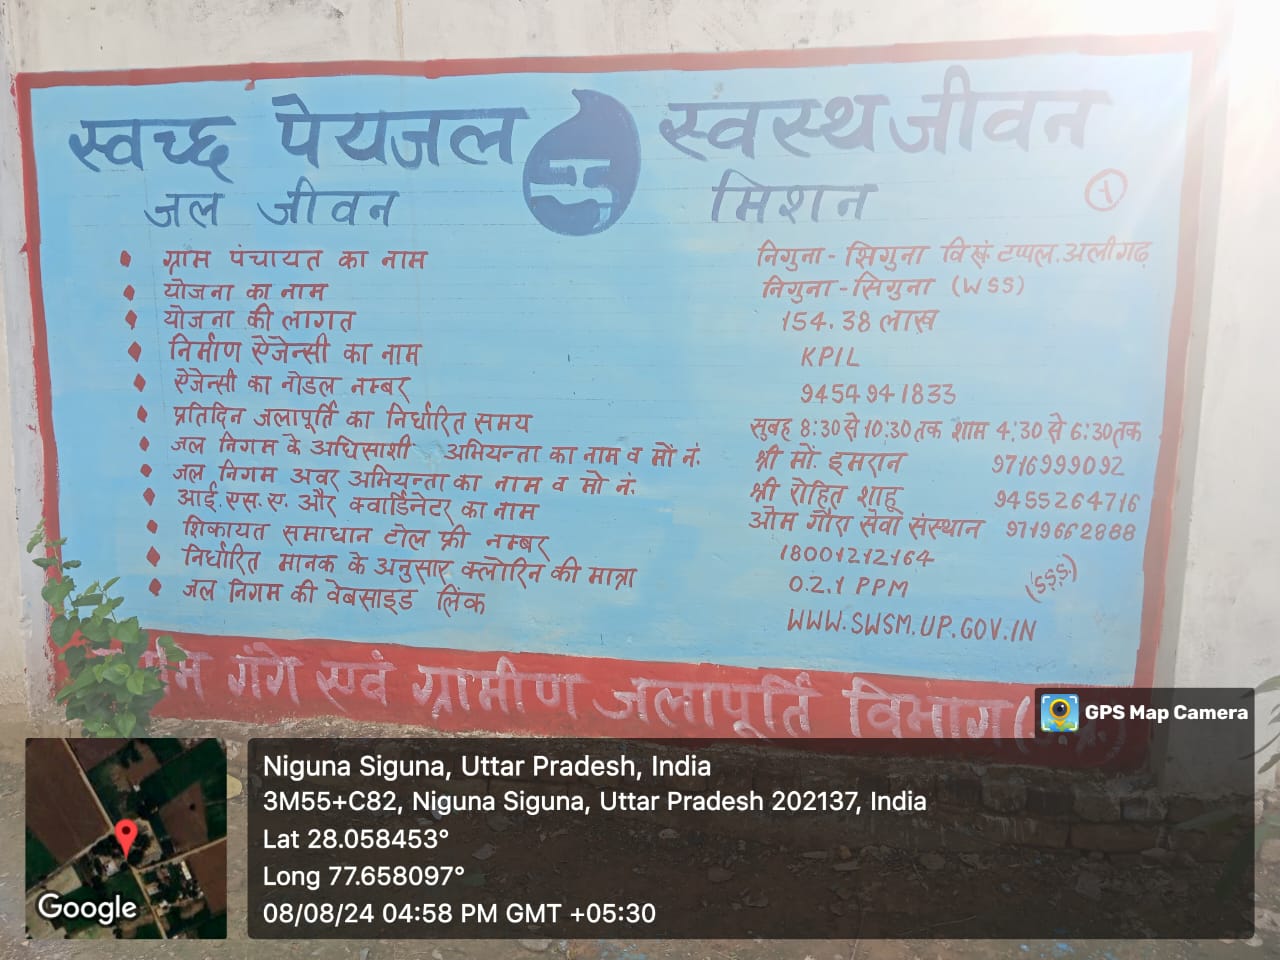 स्वच्छ पेयजल स्वस्थ जीवन
जल जीवन मिशन
१
ग्राम पंचायत का नाम निगुना - सिगुना वि.खं. टप्पल. अलीगढ़
योजना का नाम निगुना - सिगुना (WSS)
योजना की लागत 154.38 लाख
निर्माण ऐजेन्सी का नाम KPIL
ऐजेन्सी का नोडल नम्बर 9454941833
प्रतिदिन जलापूर्ति का निर्धारित समय सुबह 8:30 से 10:30 तक शाम 4:30 से 6:30 तक
जल निगम के अधिसाशी अभियन्ता का नाम व मों नं. श्री मों. इमरान 9716999092
जल निगम अवर अभियन्ता का नाम व मो नं. श्री रोहित शाहू 9455264716
आई.एस.ए. और क्वार्डिनेटर का नाम ओम गौरा सेवा संस्थान 9719662888
शिकायत समाधान टोल फ्री नम्बर 18001212164
निर्धारित मानक के अनुसार क्लोरिन की मात्रा 0.2.1 PPM
(S.S.S.)
जल निगम की वेबसाइड लिंक WWW.SWSM.UP.GOV.IN
गंगे एवं ग्रामीण जलापूर्ति विभाग
GPS Map Camera
Niguna Siguna, Uttar Pradesh, India
3M55+C82, Niguna Siguna, Uttar Pradesh 202137, India
Lat 28.058453°
Long 77.658097°
08/08/24 04:58 PM GMT +05:30
Google